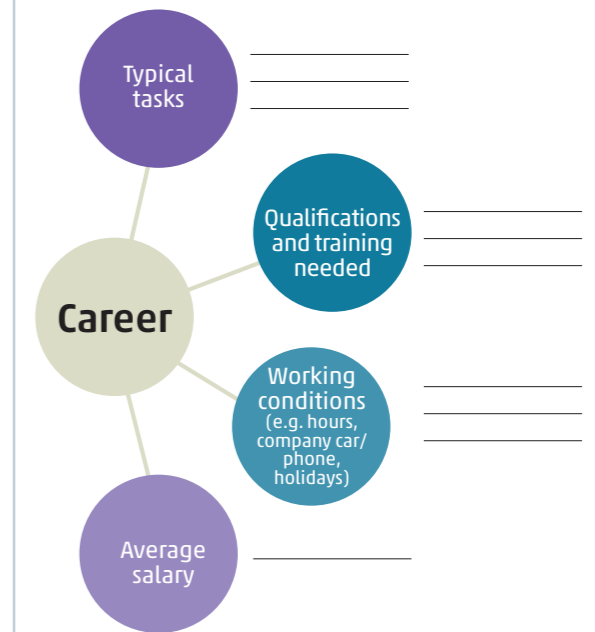 Typical
tasks
Qualifications
and training
needed
Career
Working
conditions
(e.g. hours,
company car/
phone,
holidays)
Average
salary